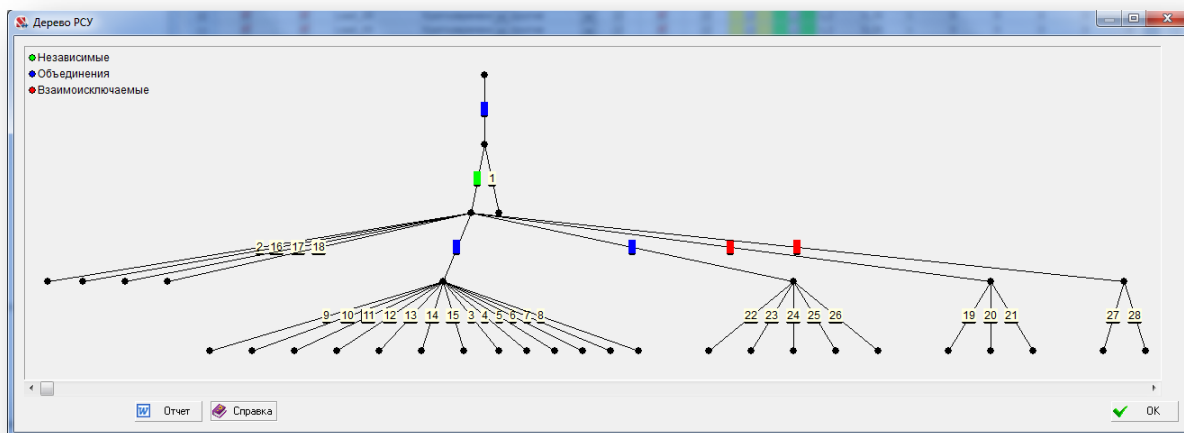 Дерево РСУ
Независимые
Объединения
Взаимоисключаемые
1
2 16 17 18
9 10 11 12 13 14 15 3 4 5 6 7 8 22 23 24 25 26 19 20 21 27 28
Отчет Справка OK